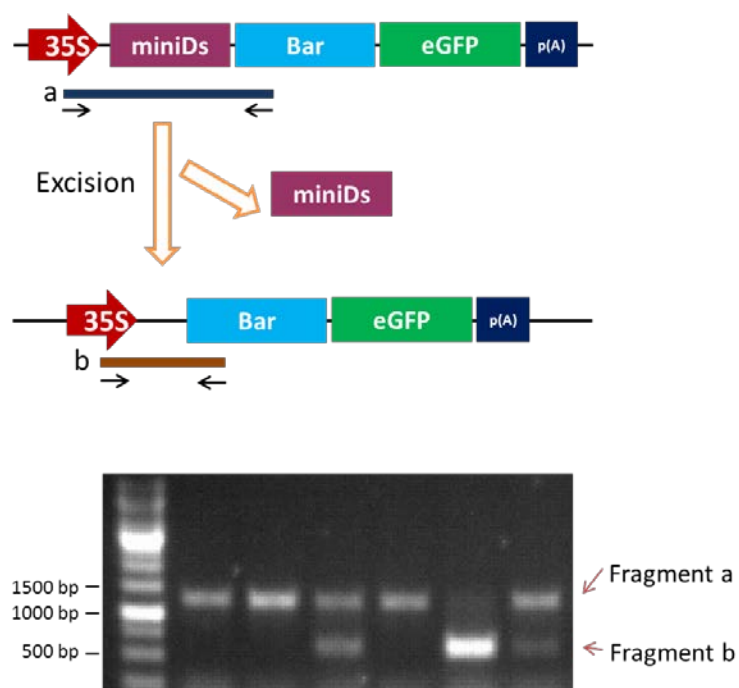 35S miniDs Bar eGFP p(A)
a
Excision
miniDs
35S Bar eGFP p(A)
b
1500 bp
Fragment a
1000 bp
500 bp
Fragment b